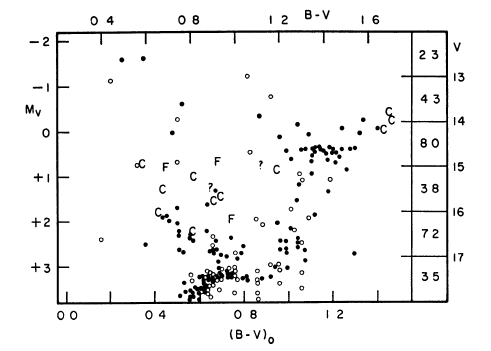 0 4 0 8 1 2 B-V 1 6
-2 V
2 3
13
-1 4 3
C
Mv 14 C
0 C 8 0
C F F ? C 15
+1 C
C ? C 3 8
C
C F 16
+2
C 7 2
17
+3 3 5
0 0 0 4 0 8 1 2
(B-V)₀